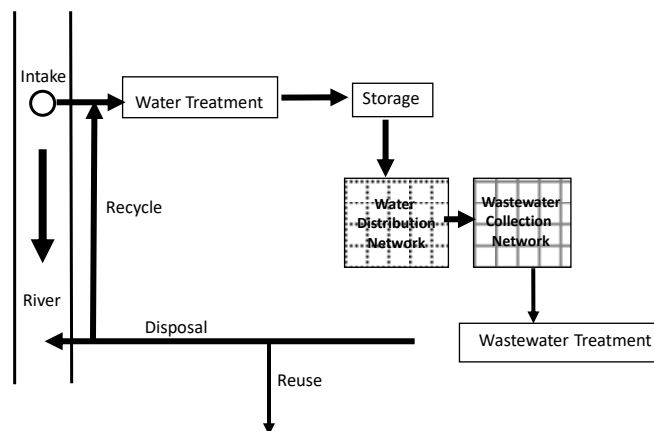 Intake
Water Treatment
Storage
Recycle
Water
Distribution
Network
Wastewater
Collection
Network
River
Disposal
Wastewater Treatment
Reuse